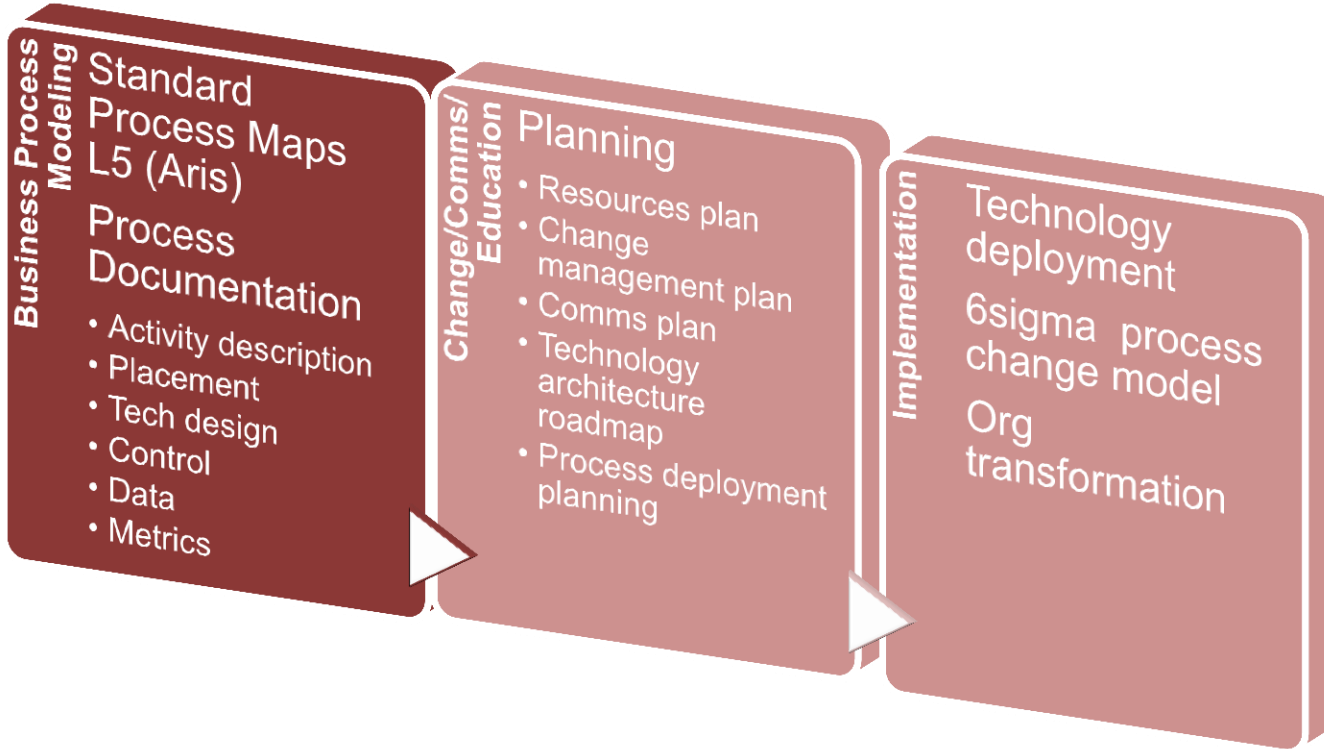 Business Process
Modeling
Standard
Process Maps
L5 (Aris)
Process
Documentation
• Activity description
• Placement
• Tech design
• Control
• Data
• Metrics
Change/Comms/
Education
Planning
• Resources plan
• Change
management plan
• Comms plan
• Technology
architecture
roadmap
• Process deployment
planning
Implementation
Technology
deployment
6sigma process
change model
Org
transformation